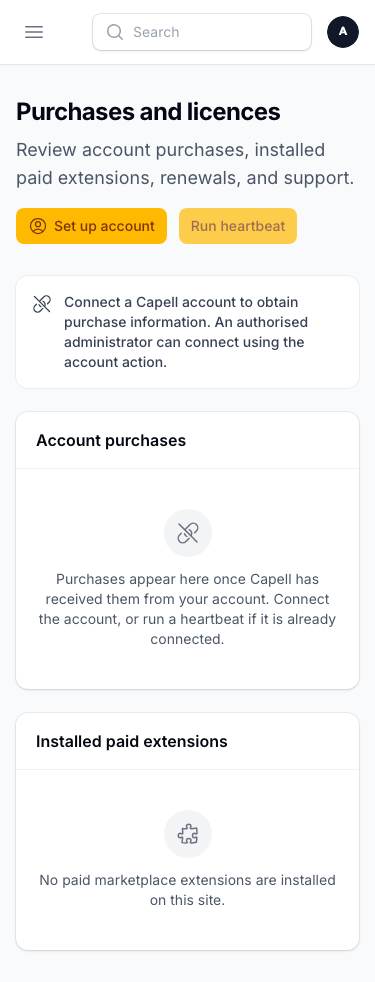 Search
A
Purchases and licences
Review account purchases, installed
paid extensions, renewals, and support.
Set up account
Run heartbeat
Connect a Capell account to obtain
purchase information. An authorised
administrator can connect using the
account action.
Account purchases
Purchases appear here once Capell has
received them from your account. Connect
the account, or run a heartbeat if it is already
connected.
Installed paid extensions
No paid marketplace extensions are installed
on this site.